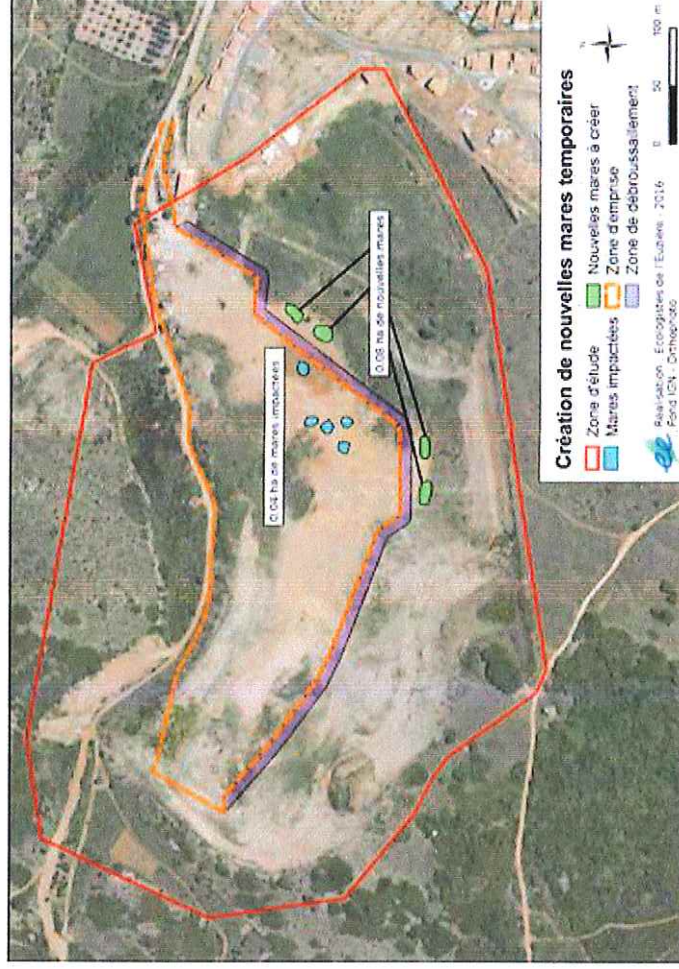 0.04 ha de mares impactées
0.08 ha de nouvelles mares
Création de nouvelles mares temporaires
Zone d'étude
Mares impactées
Nouvelles mares à créer
Zone d'emprise
Zone de débroussaillement
N
0 50 100 m
Réalisation : Ecologistes de l'Euzière - 2016
Fond IGN - Orthophoto